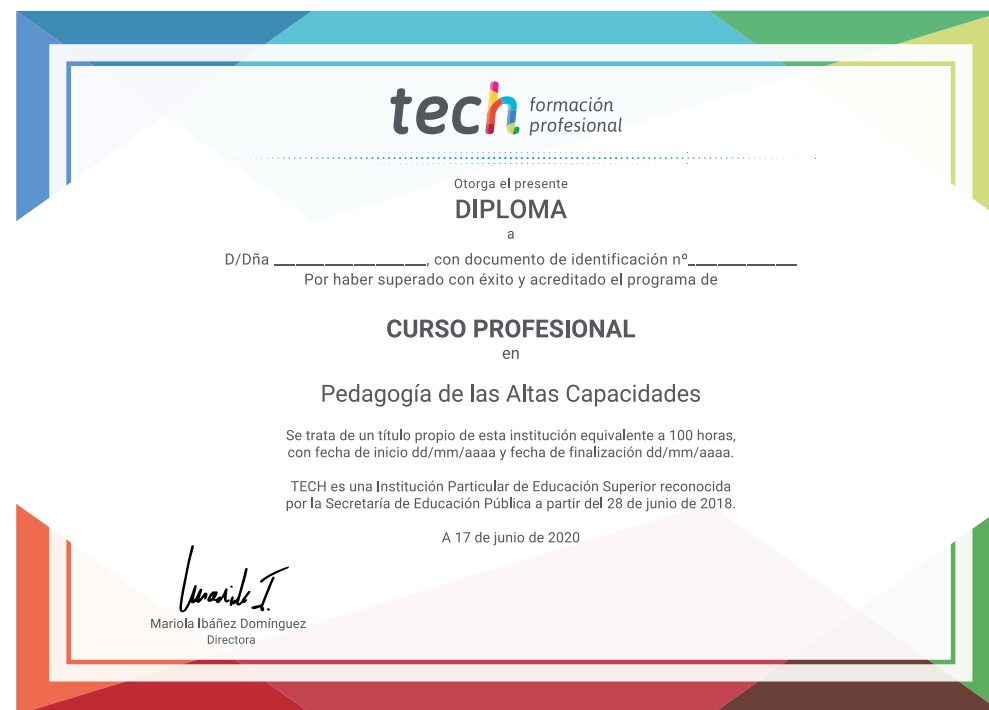 tech formación
profesional
Otorga el presente
DIPLOMA
a
D/Dña ____________________, con documento de identificación nº______________
Por haber superado con éxito y acreditado el programa de
CURSO PROFESIONAL
en
Pedagogía de las Altas Capacidades
Se trata de un título propio de esta institución equivalente a 100 horas,
con fecha de inicio dd/mm/aaaa y fecha de finalización dd/mm/aaaa.
TECH es una Institución Particular de Educación Superior reconocida
por la Secretaría de Educación Pública a partir del 28 de junio de 2018.
A 17 de junio de 2020
Mariola Ibáñez Domínguez
Directora